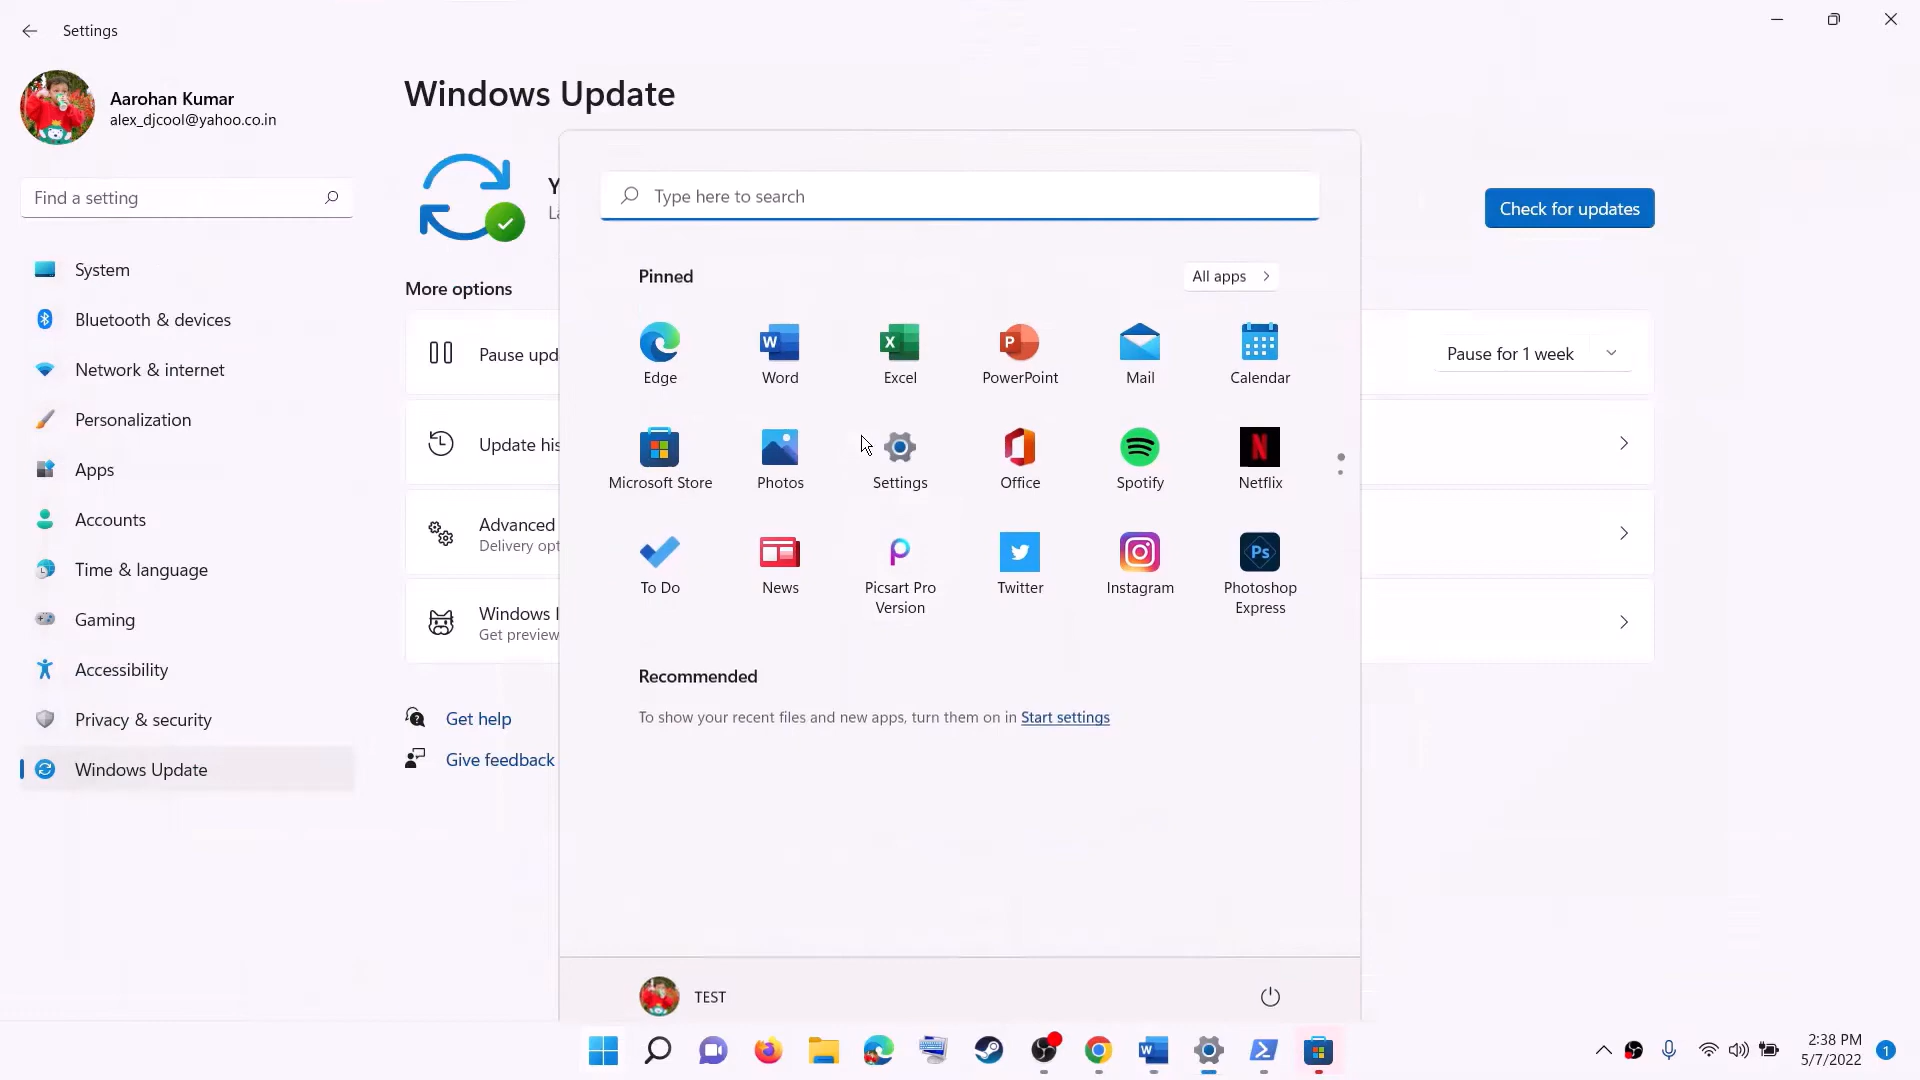 Settings
Aarohan Kumar
alex_djcool@yahoo.co.in
Find a setting
System
Bluetooth & devices
Network & internet
Personalization
Apps
Accounts
Time & language
Gaming
Accessibility
Privacy & security
Windows Update
Windows Update
Y
Check for updates
More options
Pause upd
Pause for 1 week
Update his
Advanced
Delivery opt
Windows I
Get preview
Get help
Give feedback
Type here to search
Pinned
All apps
Edge
Word
Excel
PowerPoint
Mail
Calendar
Microsoft Store
Photos
Settings
Office
Spotify
Netflix
To Do
News
Picsart Pro
Version
Twitter
Instagram
Photoshop
Express
Recommended
To show your recent files and new apps, turn them on in Start settings
TEST
2:38 PM
5/7/2022
1